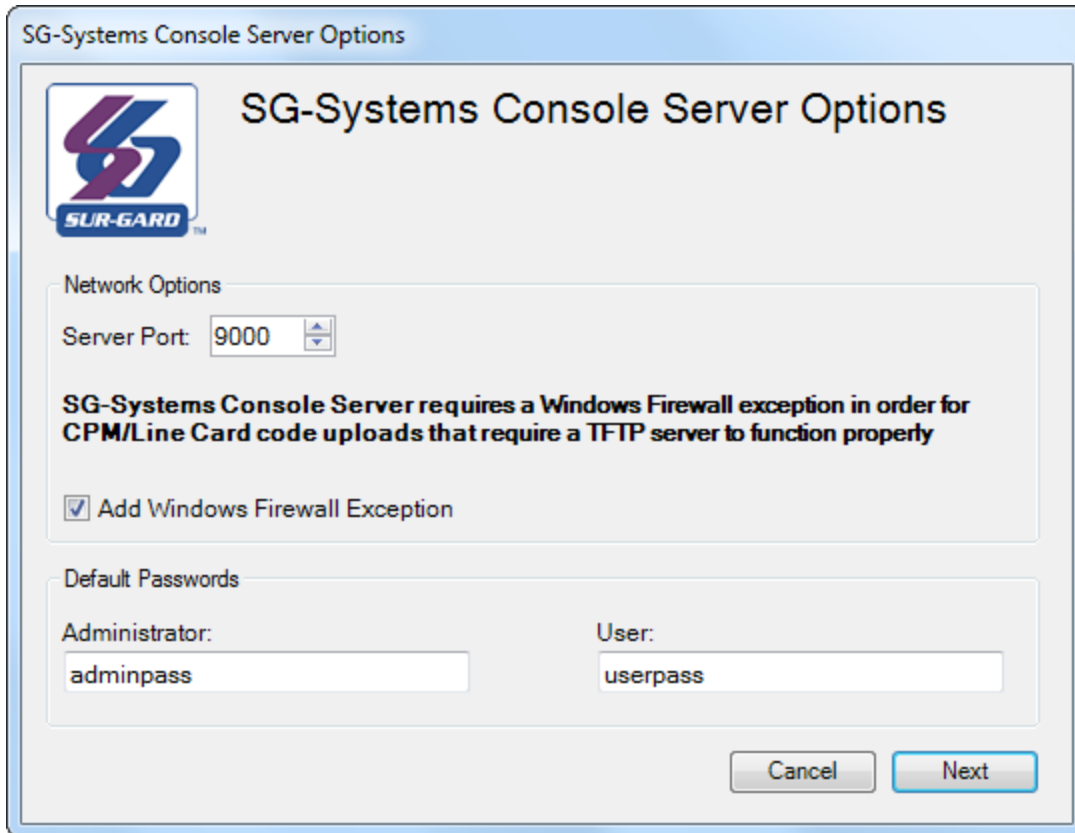 SG-Systems Console Server Options
SG-Systems Console Server Options
SUR-GARD
TM
Network Options
Server Port: 9000
SG-Systems Console Server requires a Windows Firewall exception in order for
CPM/Line Card code uploads that require a TFTP server to function properly
Add Windows Firewall Exception
Default Passwords
Administrator: User:
adminpass userpass
Cancel Next